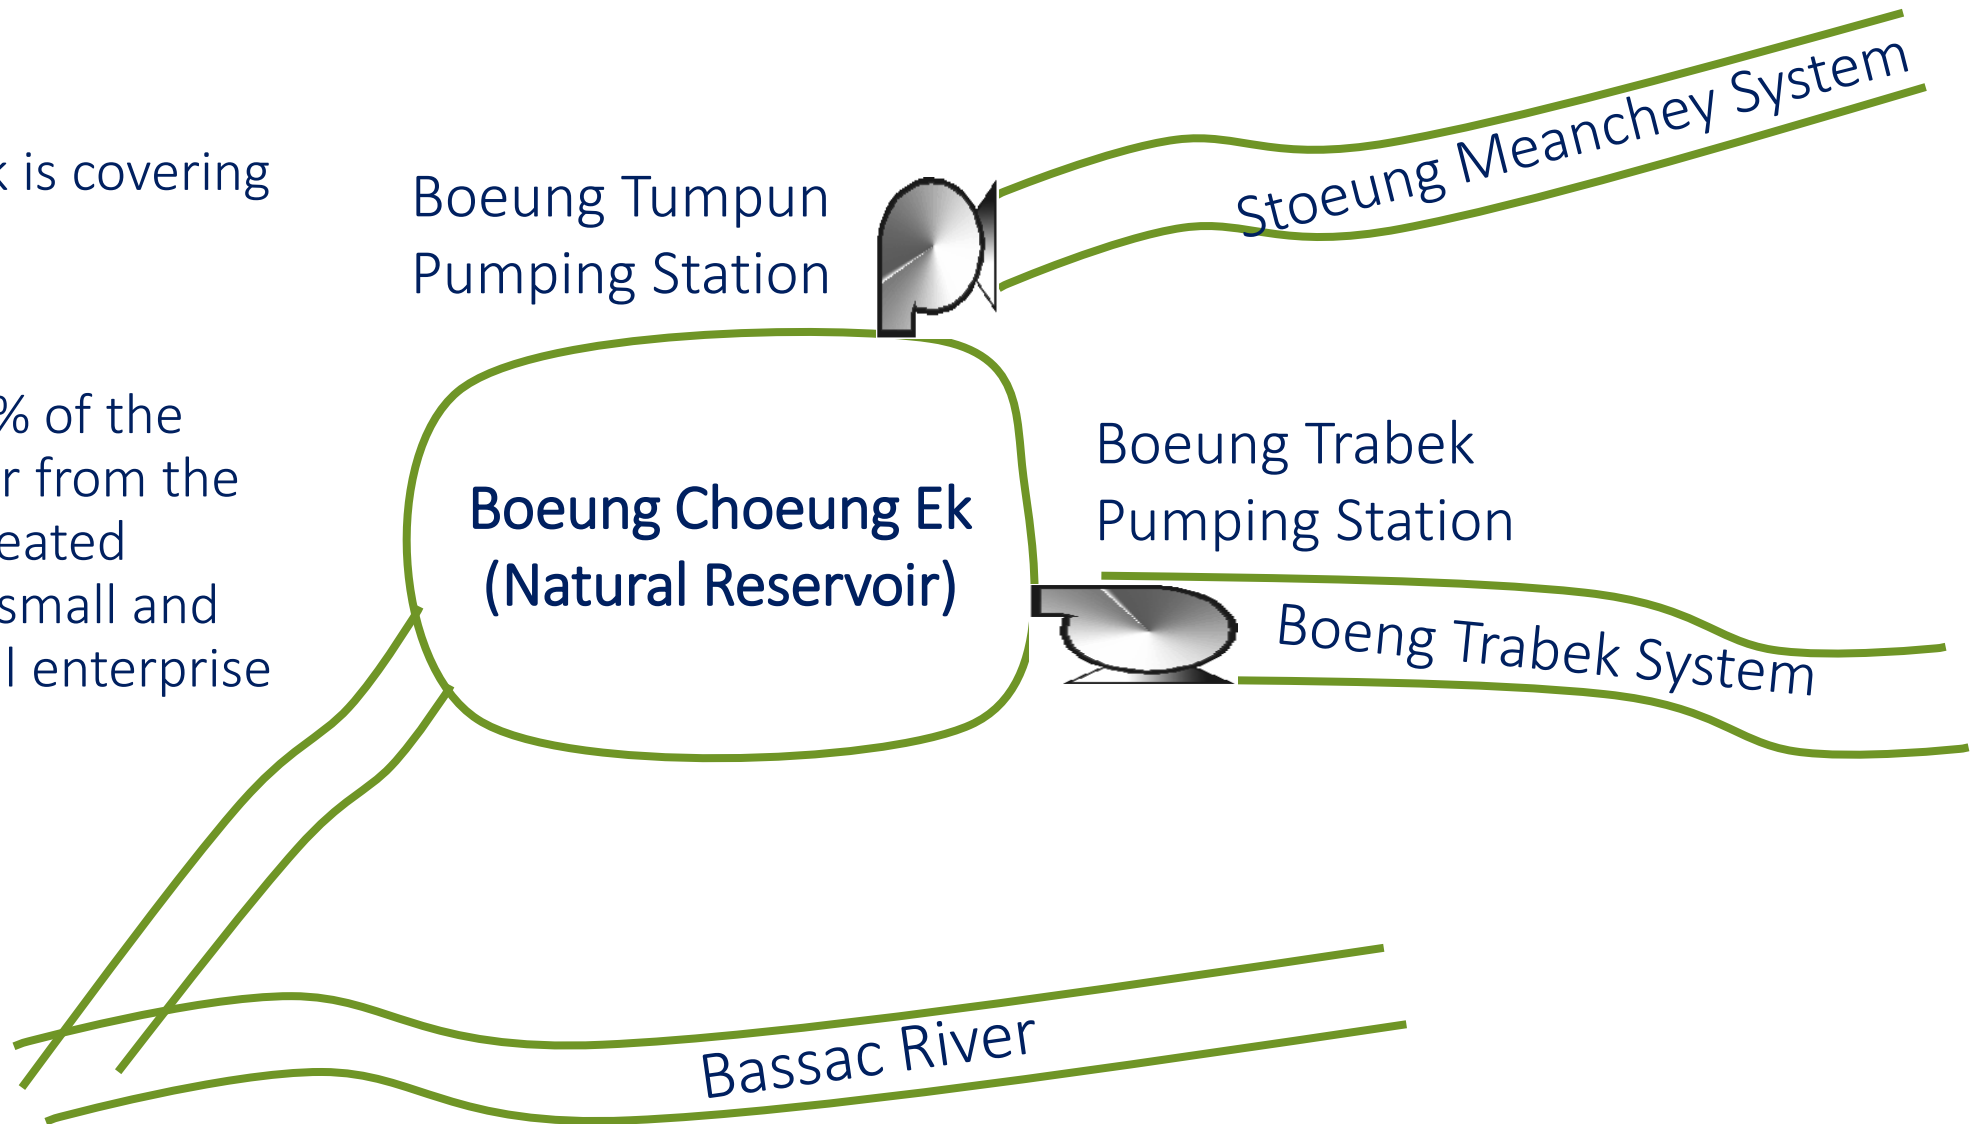 is covering
% of the
r from the
eated
small and
l enterprise
Boeung Tumpun
Pumping Station
Stoeung Meanchey System
Boeung Trabek
Pumping Station
Boeung Choeung Ek
(Natural Reservoir)
Boeng Trabek System
Bassac River